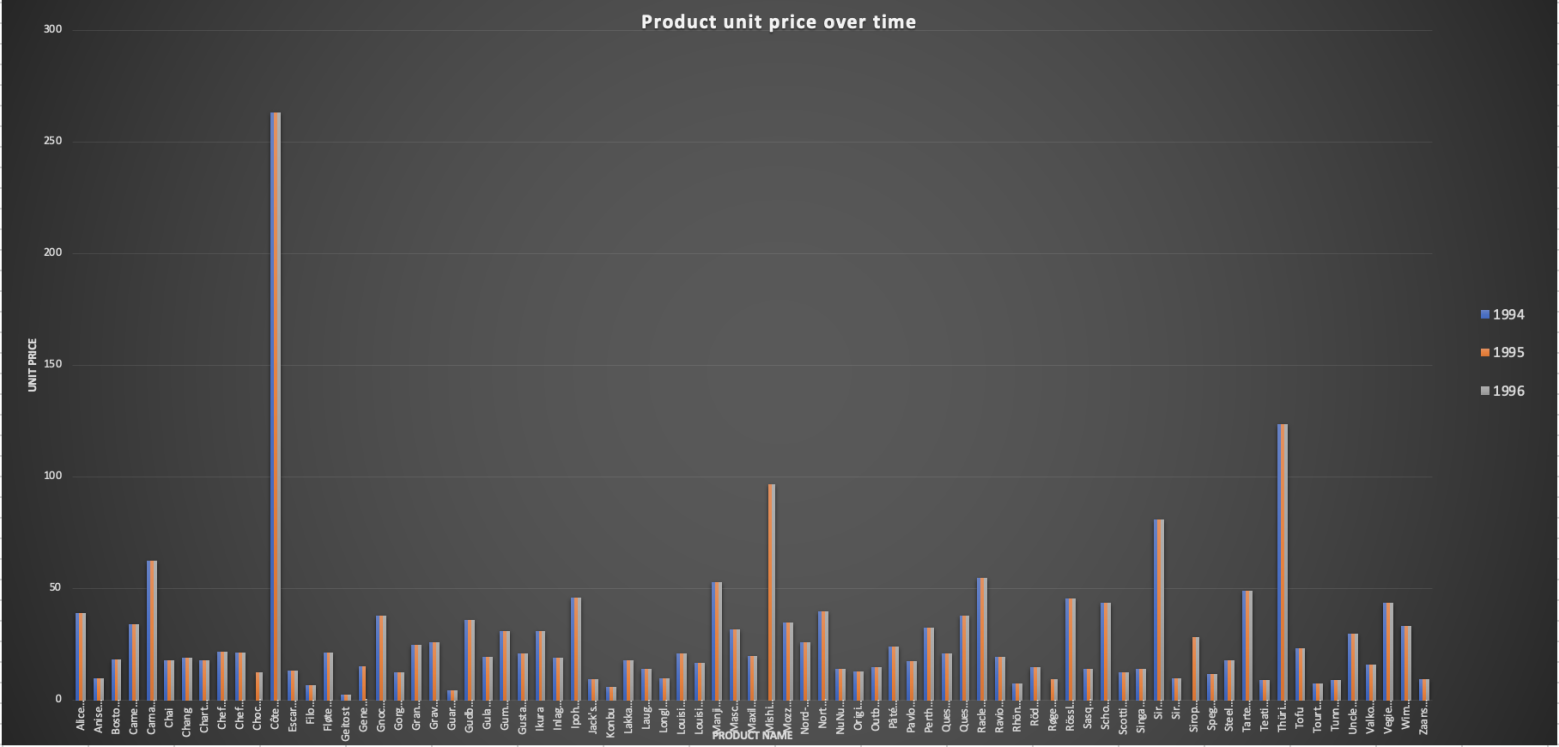 Product unit price over time
300
250
200
150
100
50
0
UNIT PRICE
1994
1995
1996
Alice...
Anise...
Bosto...
Came...
Carna...
Chai
Chang
Chart...
Chef...
Chef...
Choc...
Côte...
Escar...
Filo...
Fløte...
Geitost
Gene...
Gnoc...
Gorg...
Gran...
Grav...
Guar...
Gudb...
Gula...
Gum...
Gusta...
Ikura
Inlag...
Ipoh...
Jack's...
Konbu
Lakka...
Laug...
Longl...
Louisi...
Louisi...
Manji...
Masc...
Maxil...
Mishi...
Mozz...
Nord-...
Nort...
NuNu...
Origi...
Outb...
Pâté...
Pavlo...
Perth...
Ques...
Ques...
Racle...
Ravio...
Rhön...
Röd...
Røge...
Rössl...
Sasq...
Scho...
Scotti...
Singa...
Sir...
Sir...
Sirop...
Speg...
Steel...
Tarte...
Teati...
Thüri...
Tofu
Tourt...
Tunn...
Uncle...
Valko...
Vegie...
Wim...
Zaans...
PRODUCT NAME